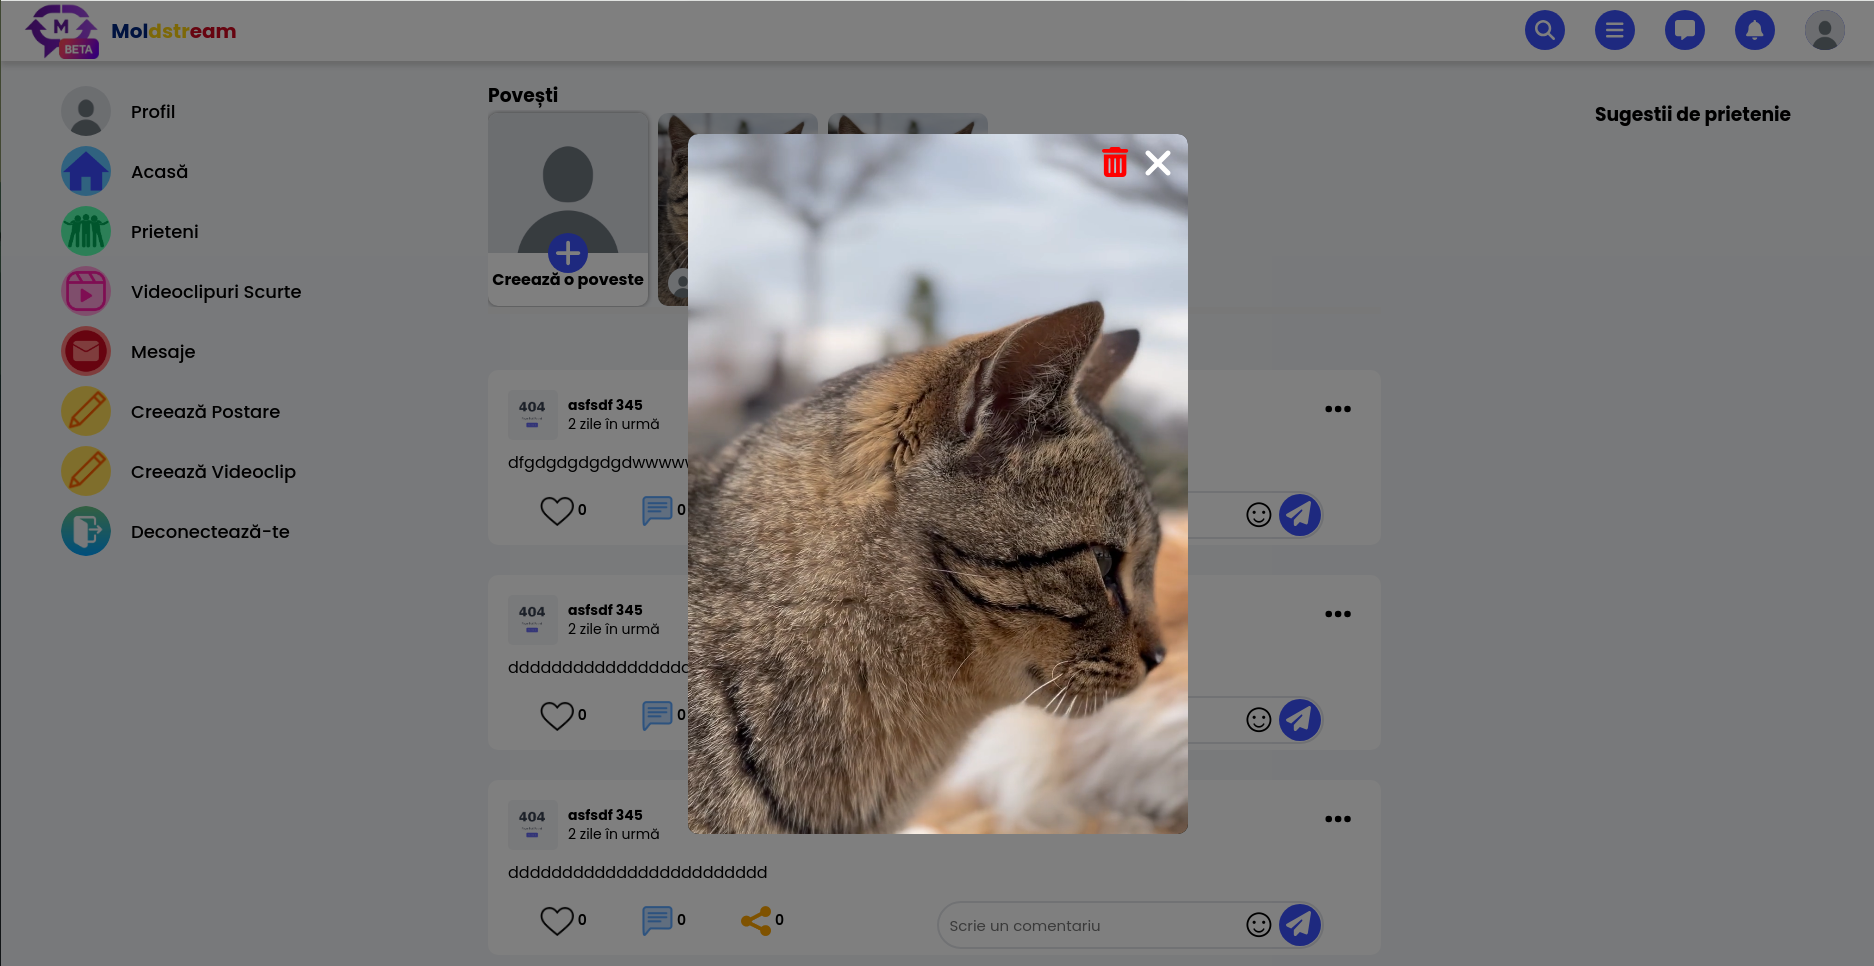 M
BETA
Moldstream
Profil
Acasă
Prieteni
Videoclipuri Scurte
Mesaje
Creează Postare
Creează Videoclip
Deconectează-te
Povești
Creează o poveste
Sugestii de prietenie
404
asfsdf 345
2 zile în urmă
dfgdgdgdgdgdwwwww
0
0
404
asfsdf 345
2 zile în urmă
dddddddddddddddd
0
0
404
asfsdf 345
2 zile în urmă
dddddddddddddddddddddddd
0
0
0
Scrie un comentariu